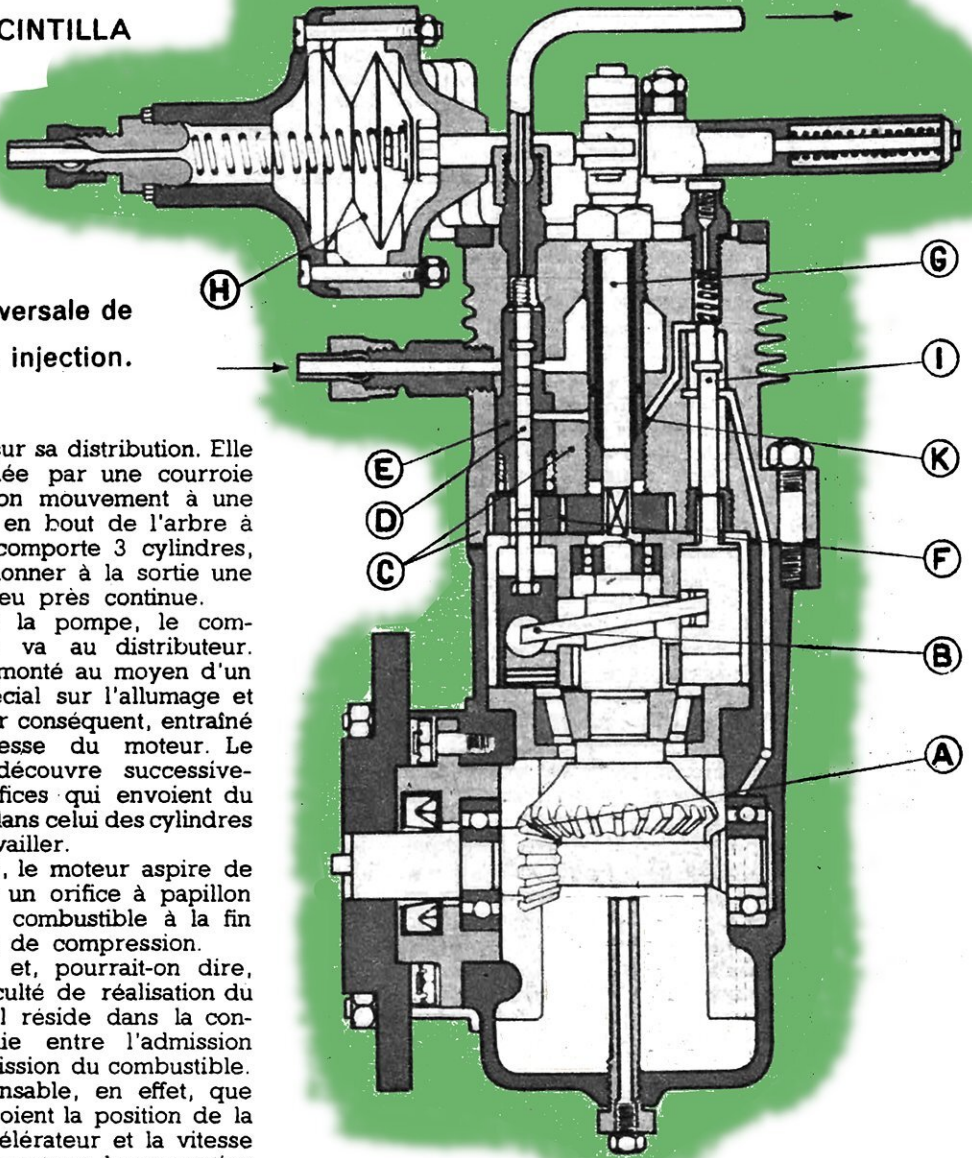 CINTILLA
versale de
injection.
sur sa distribution. Elle
née par une courroie
on mouvement à une
en bout de l'arbre à
comporte 3 cylindres,
onner à la sortie une
eu près continue.
la pompe, le com-
va au distributeur.
monté au moyen d'un
écial sur l'allumage et
r conséquent, entraîné
esse du moteur. Le
découvre successive-
fices qui envoient du
dans celui des cylindres
vailler.
, le moteur aspire de
un orifice à papillon
combustible à la fin
de compression.
et, pourrait-on dire,
culté de réalisation du
l réside dans la con-
ie entre l'admission
ission du combustible.
nsable, en effet, que
oient la position de la
élérateur et la vitesse
H
G
I
E
K
D
C
F
B
A